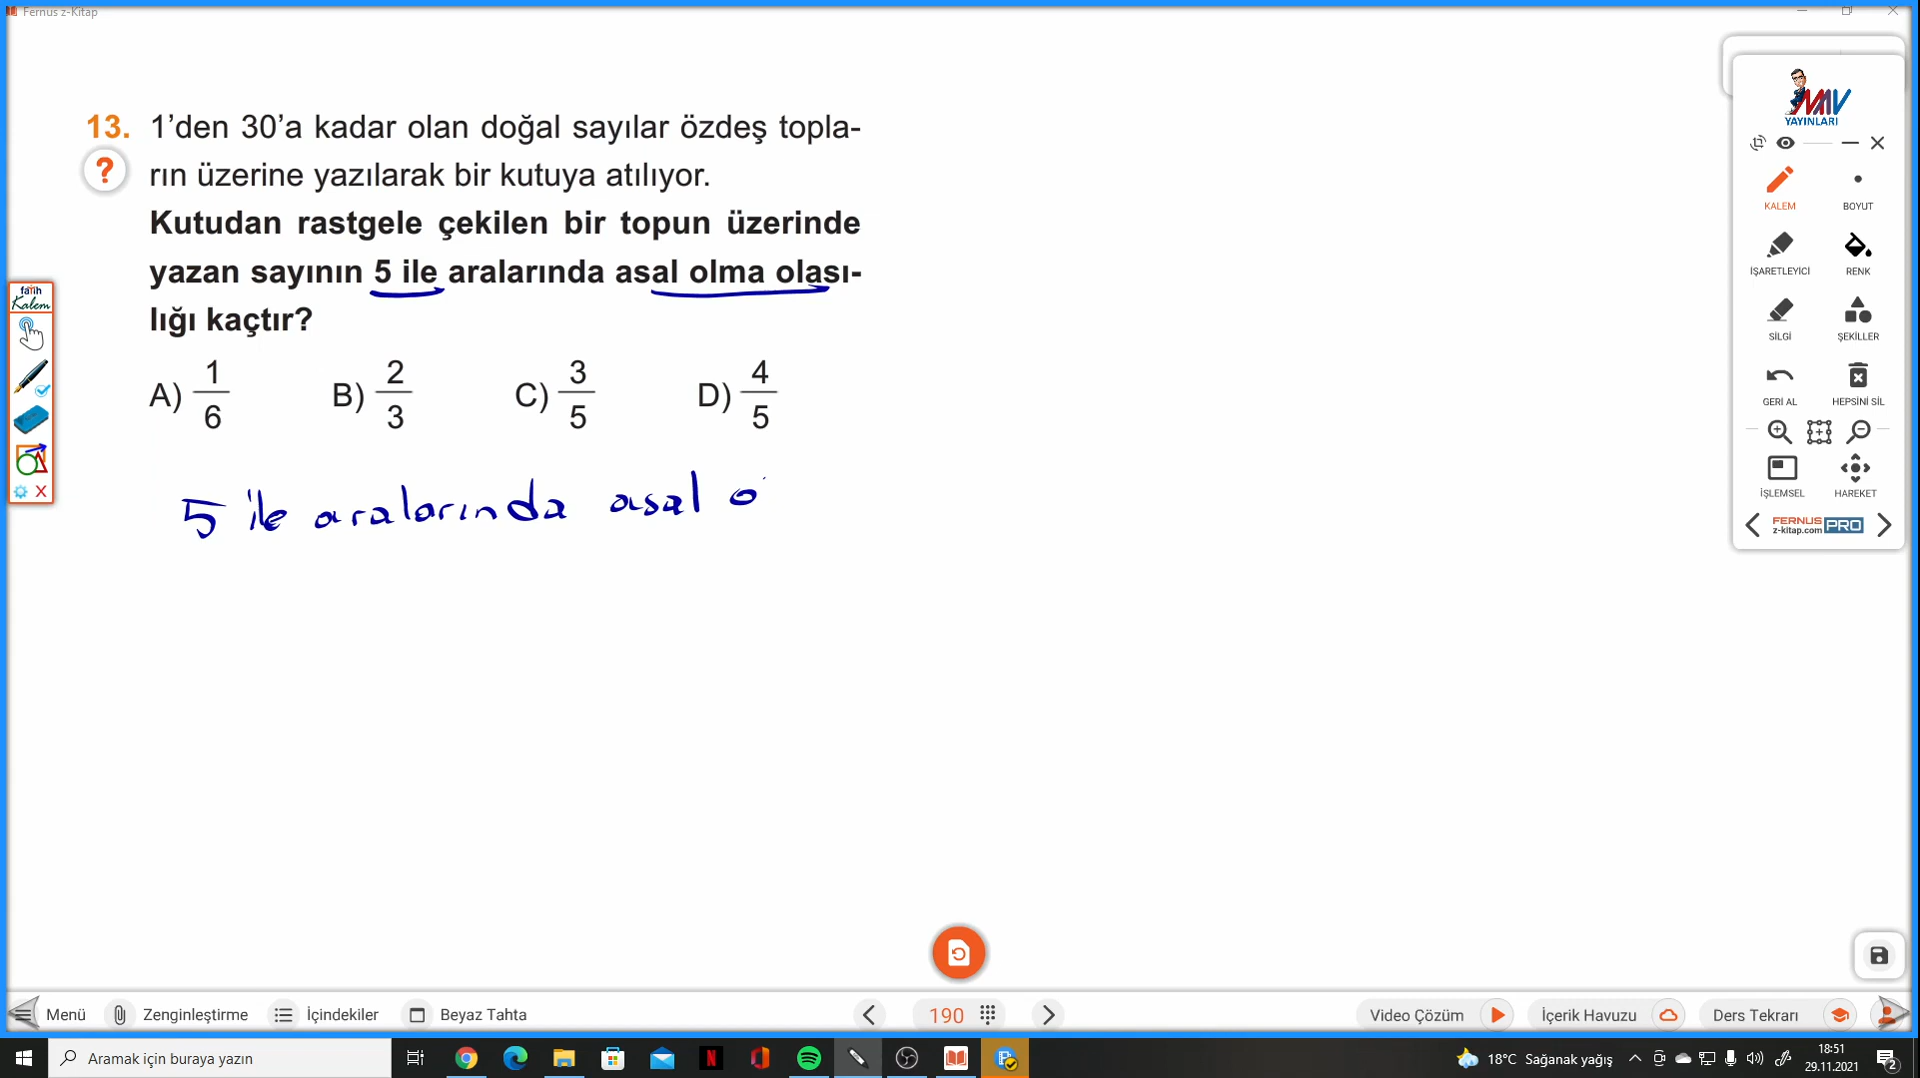 Fernus z-Kitap
13. 1’den 30’a kadar olan doğal sayılar özdeş topla-
rın üzerine yazılarak bir kutuya atılıyor.
?
Kutudan rastgele çekilen bir topun üzerinde
yazan sayının 5 ile aralarında asal olma olası-
lığı kaçtır?
A) 1/6 B) 2/3 C) 3/5 D) 4/5
5 ile aralarında asal o
fatih
Kalem
X
MAV
YAYINLARI
KALEM BOYUT
İŞARETLEYİCİ RENK
SİLGİ ŞEKİLLER
GERİ AL HEPSİNİ SİL
İŞLEMSEL HAREKET
FERNUS
z-kitap.com PRO
Menü Zenginleştirme İçindekiler Beyaz Tahta 190 Video Çözüm İçerik Havuzu Ders Tekrarı
Aramak için buraya yazın 18°C Sağanak yağış 18:51
29.11.2021 2